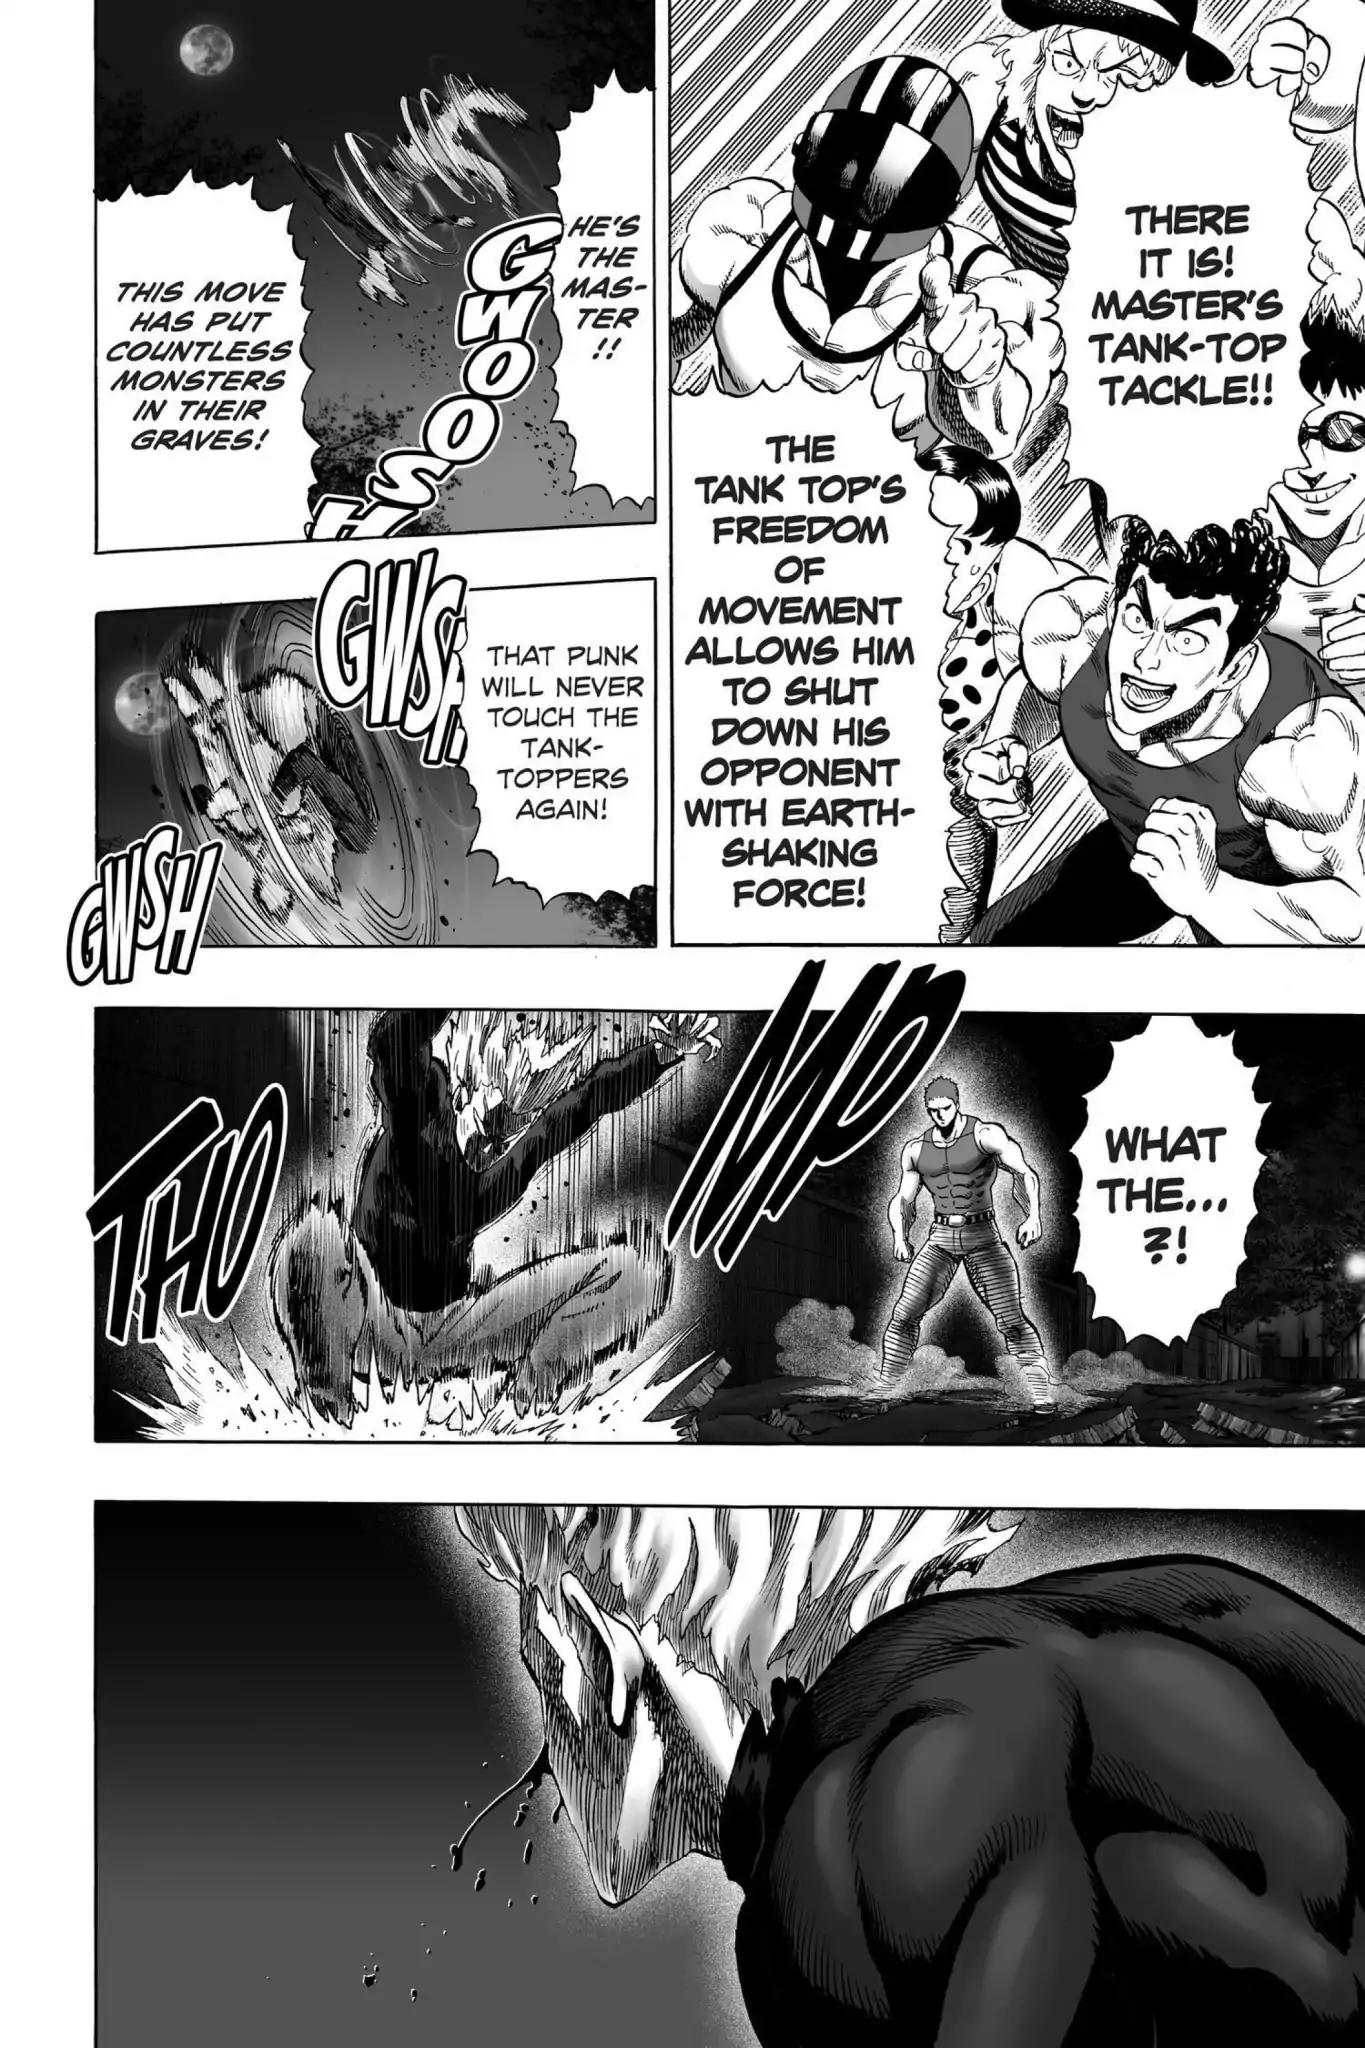 THERE
IT IS!
MASTER'S
TANK-TOP
TACKLE!!
THE
TANK TOP'S
FREEDOM
OF
MOVEMENT
ALLOWS HIM
TO SHUT
DOWN HIS
OPPONENT
WITH EARTH-
SHAKING
FORCE!
HE'S
THE
MAS-
TER
!!
GWOOOSH
THIS MOVE
HAS PUT
COUNTLESS
MONSTERS
IN THEIR
GRAVES!
GWSH
THAT PUNK
WILL NEVER
TOUCH THE
TANK-
TOPPERS
AGAIN!
GWSH
WHAT
THE...
?!
THUD